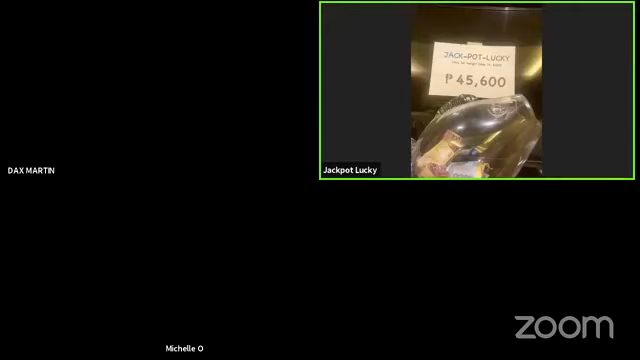 JACK-POT-LUCKY
₱ 45,600
DAX MARTIN
Jackpot Lucky
Michelle O
zoom